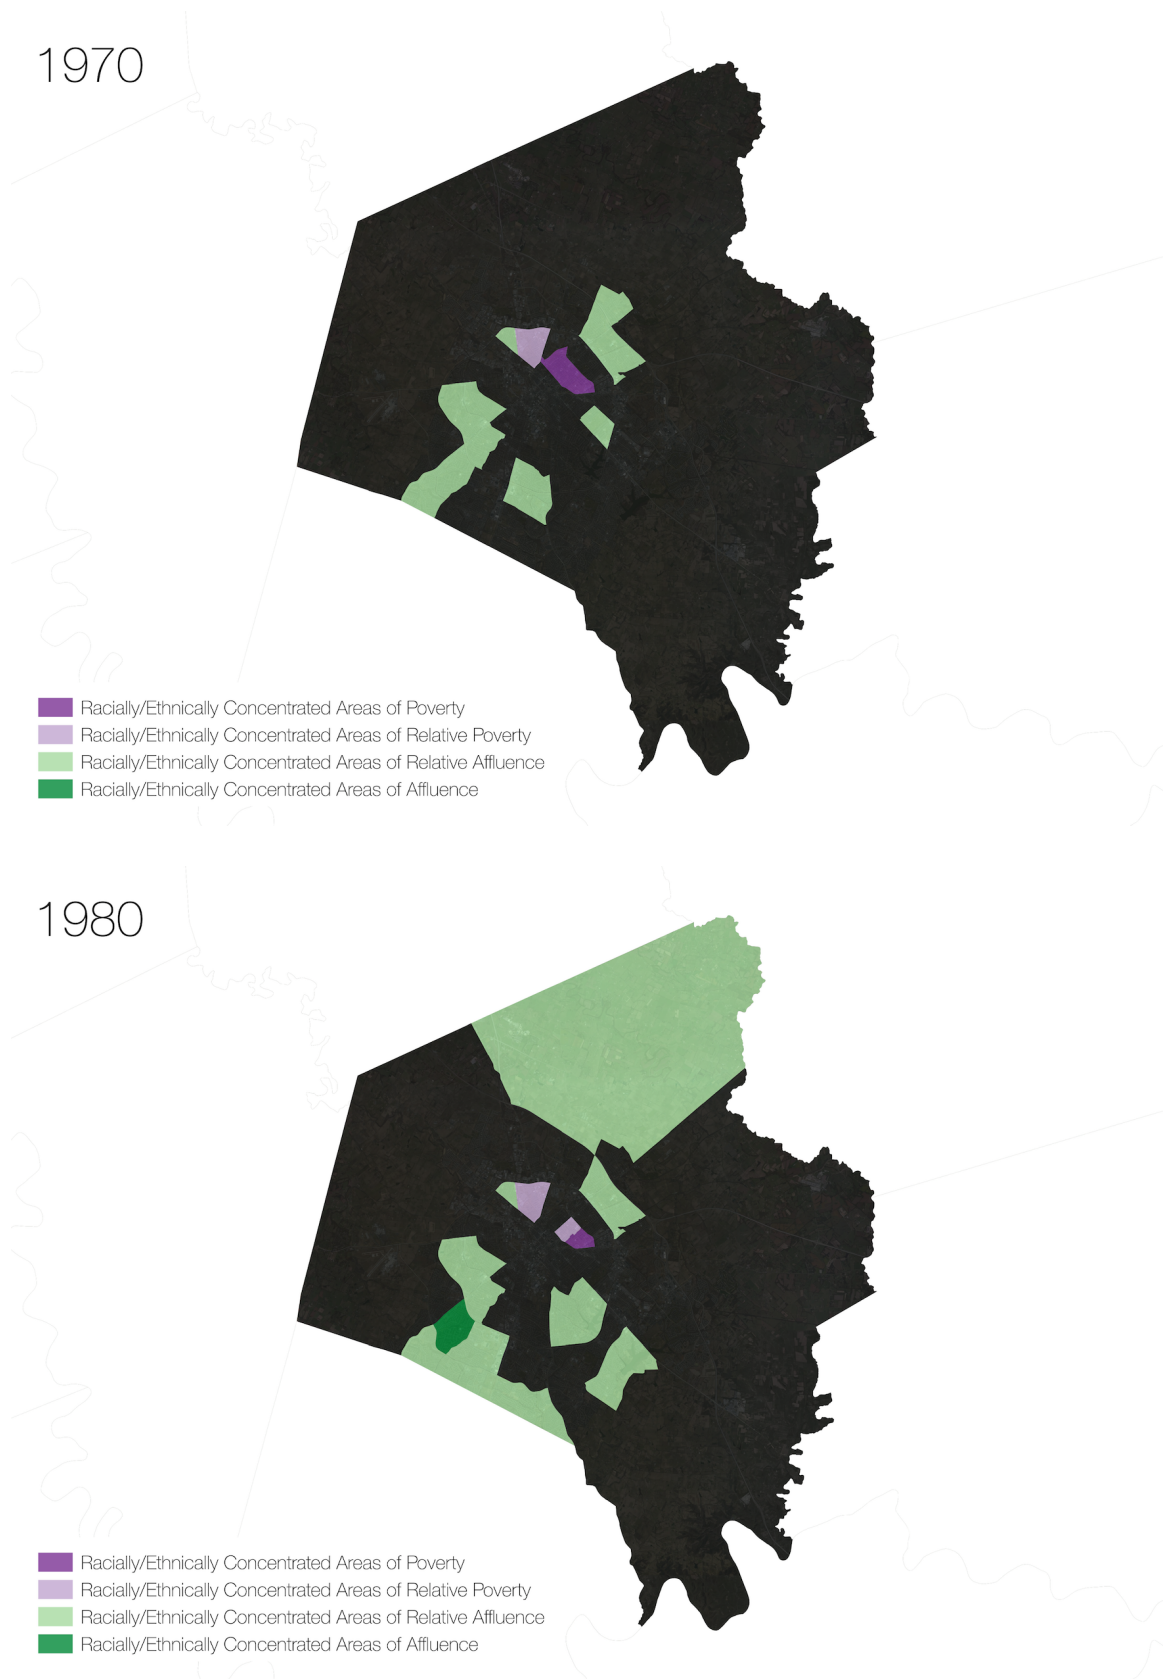 1970
Racially/Ethnically Concentrated Areas of Poverty
Racially/Ethnically Concentrated Areas of Relative Poverty
Racially/Ethnically Concentrated Areas of Relative Affluence
Racially/Ethnically Concentrated Areas of Affluence
1980
Racially/Ethnically Concentrated Areas of Poverty
Racially/Ethnically Concentrated Areas of Relative Poverty
Racially/Ethnically Concentrated Areas of Relative Affluence
Racially/Ethnically Concentrated Areas of Affluence